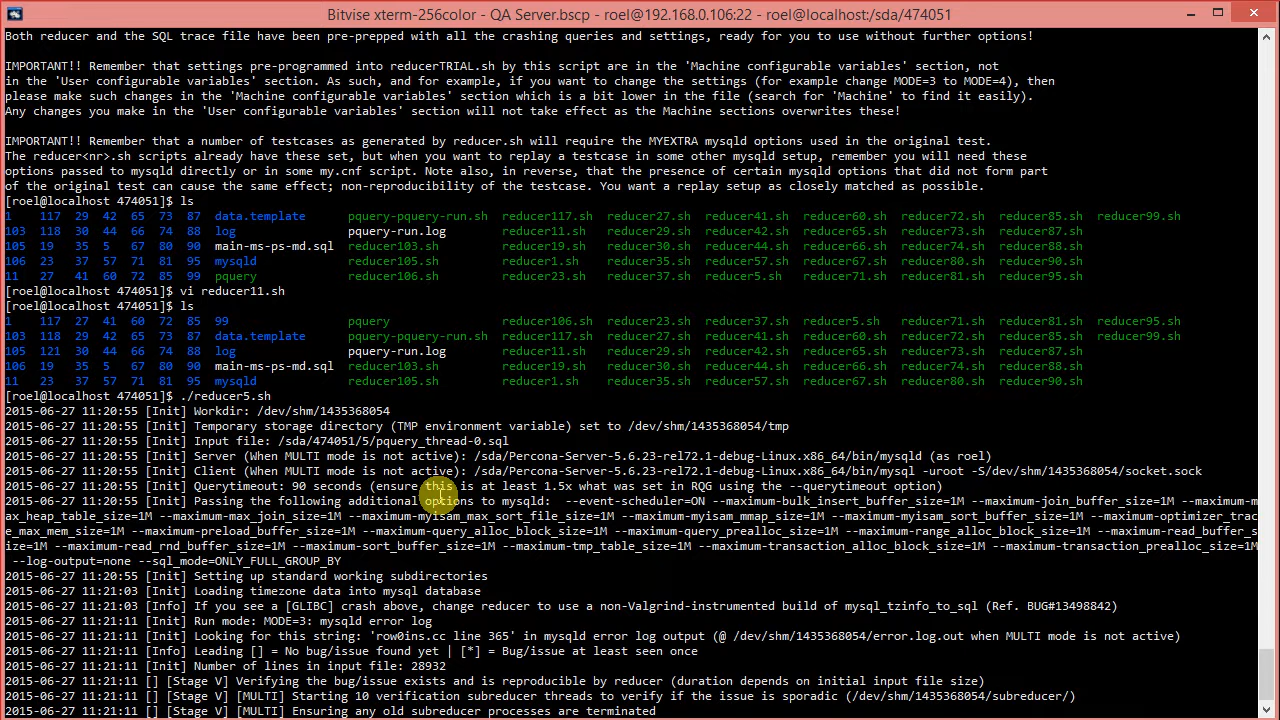 Bitvise xterm-256color - QA Server.bscp - roel@192.168.0.106:22 - roel@localhost:/sda/474051
Both reducer and the SQL trace file have been pre-prepped with all the crashing queries and settings, ready for you to use without further options!
IMPORTANT!! Remember that settings pre-programmed into reducerTRIAL.sh by this script are in the 'Machine configurable variables' section, not
in the 'User configurable variables' section. As such, and for example, if you want to change the settings (for example change MODE=3 to MODE=4), then
please make such changes in the 'Machine configurable variables' section which is a bit lower in the file (search for 'Machine' to find it easily).
Any changes you make in the 'User configurable variables' section will not take effect as the Machine sections overwrites these!
IMPORTANT!! Remember that a number of testcases as generated by reducer.sh will require the MYEXTRA mysqld options used in the original test.
The reducer<nr>.sh scripts already have these set, but when you want to replay a testcase in some other mysqld setup, remember you will need these
options passed to mysqld directly or in some my.cnf script. Note also, in reverse, that the presence of certain mysqld options that did not form part
of the original test can cause the same effect; non-reproducibility of the testcase. You want a replay setup as closely matched as possible.
[roel@localhost 474051]$ ls
1 117 29 42 65 73 87 data.template pquery-pquery-run.sh reducer117.sh reducer27.sh reducer41.sh reducer60.sh reducer72.sh reducer85.sh reducer99.sh
103 118 30 44 66 74 88 log pquery-run.log reducer11.sh reducer29.sh reducer42.sh reducer65.sh reducer73.sh reducer87.sh
105 19 35 5 67 80 90 main-ms-ps-md.sql reducer103.sh reducer19.sh reducer30.sh reducer44.sh reducer66.sh reducer74.sh reducer88.sh
106 23 37 57 71 81 95 mysqld reducer105.sh reducer1.sh reducer35.sh reducer57.sh reducer67.sh reducer80.sh reducer90.sh
11 27 41 60 72 85 99 pquery reducer106.sh reducer23.sh reducer37.sh reducer5.sh reducer71.sh reducer81.sh reducer95.sh
[roel@localhost 474051]$ vi reducer11.sh
[roel@localhost 474051]$ ls
1 117 27 41 60 72 85 99 pquery reducer106.sh reducer23.sh reducer37.sh reducer5.sh reducer71.sh reducer81.sh reducer95.sh
103 118 29 42 65 73 87 data.template pquery-pquery-run.sh reducer117.sh reducer27.sh reducer41.sh reducer60.sh reducer72.sh reducer85.sh reducer99.sh
105 121 30 44 66 74 88 log pquery-run.log reducer11.sh reducer29.sh reducer42.sh reducer65.sh reducer73.sh reducer87.sh
106 19 35 5 67 80 90 main-ms-ps-md.sql reducer103.sh reducer19.sh reducer30.sh reducer44.sh reducer66.sh reducer74.sh reducer88.sh
11 23 37 57 71 81 95 mysqld reducer105.sh reducer1.sh reducer35.sh reducer57.sh reducer67.sh reducer80.sh reducer90.sh
[roel@localhost 474051]$ ./reducer5.sh
2015-06-27 11:20:55 [Init] Workdir: /dev/shm/1435368054
2015-06-27 11:20:55 [Init] Temporary storage directory (TMP environment variable) set to /dev/shm/1435368054/tmp
2015-06-27 11:20:55 [Init] Input file: /sda/474051/5/pquery_thread-0.sql
2015-06-27 11:20:55 [Init] Server (When MULTI mode is not active): /sda/Percona-Server-5.6.23-rel72.1-debug-Linux.x86_64/bin/mysqld (as roel)
2015-06-27 11:20:55 [Init] Client (When MULTI mode is not active): /sda/Percona-Server-5.6.23-rel72.1-debug-Linux.x86_64/bin/mysql -uroot -S/dev/shm/1435368054/socket.sock
2015-06-27 11:20:55 [Init] Querytimeout: 90 seconds (ensure this is at least 1.5x what was set in RQG using the --querytimeout option)
2015-06-27 11:20:55 [Init] Passing the following additional options to mysqld:  --event-scheduler=ON --maximum-bulk_insert_buffer_size=1M --maximum-join_buffer_size=1M --maximum-m
ax_heap_table_size=1M --maximum-max_join_size=1M --maximum-myisam_max_sort_file_size=1M --maximum-myisam_mmap_size=1M --maximum-myisam_sort_buffer_size=1M --maximum-optimizer_trac
e_max_mem_size=1M --maximum-preload_buffer_size=1M --maximum-query_alloc_block_size=1M --maximum-query_prealloc_size=1M --maximum-range_alloc_block_size=1M --maximum-read_buffer_s
ize=1M --maximum-read_rnd_buffer_size=1M --maximum-sort_buffer_size=1M --maximum-tmp_table_size=1M --maximum-transaction_alloc_block_size=1M --maximum-transaction_prealloc_size=1M
--log-output=none --sql_mode=ONLY_FULL_GROUP_BY
2015-06-27 11:20:55 [Init] Setting up standard working subdirectories
2015-06-27 11:21:03 [Init] Loading timezone data into mysql database
2015-06-27 11:21:03 [Info] If you see a [GLIBC] crash above, change reducer to use a non-Valgrind-instrumented build of mysql_tzinfo_to_sql (Ref. BUG#13498842)
2015-06-27 11:21:11 [Init] Run mode: MODE=3: mysqld error log
2015-06-27 11:21:11 [Init] Looking for this string: 'row0ins.cc line 365' in mysqld error log output (@ /dev/shm/1435368054/error.log.out when MULTI mode is not active)
2015-06-27 11:21:11 [Info] Leading [] = No bug/issue found yet | [*] = Bug/issue at least seen once
2015-06-27 11:21:11 [Init] Number of lines in input file: 28932
2015-06-27 11:21:11 [] [Stage V] Verifying the bug/issue exists and is reproducible by reducer (duration depends on initial input file size)
2015-06-27 11:21:11 [] [Stage V] [MULTI] Starting 10 verification subreducer threads to verify if the issue is sporadic (/dev/shm/1435368054/subreducer/)
2015-06-27 11:21:11 [] [Stage V] [MULTI] Ensuring any old subreducer processes are terminated